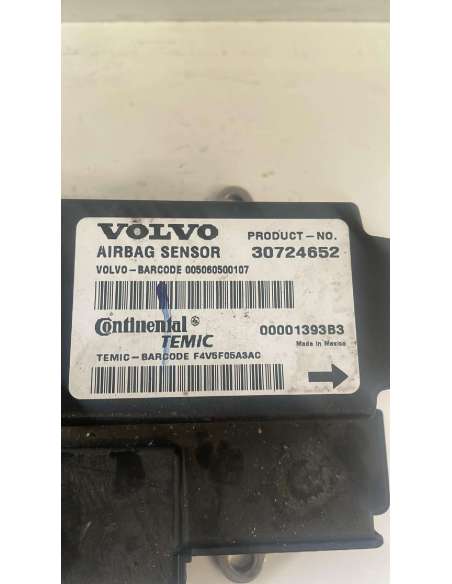 VOLVO
PRODUCT-NO.
AIRBAG SENSOR
30724652
VOLVO-BARCODE 005060500107
Continental
TEMIC
00001393B3
Made in Mexico
TEMIC-BARCODE F4V5F05A3AC